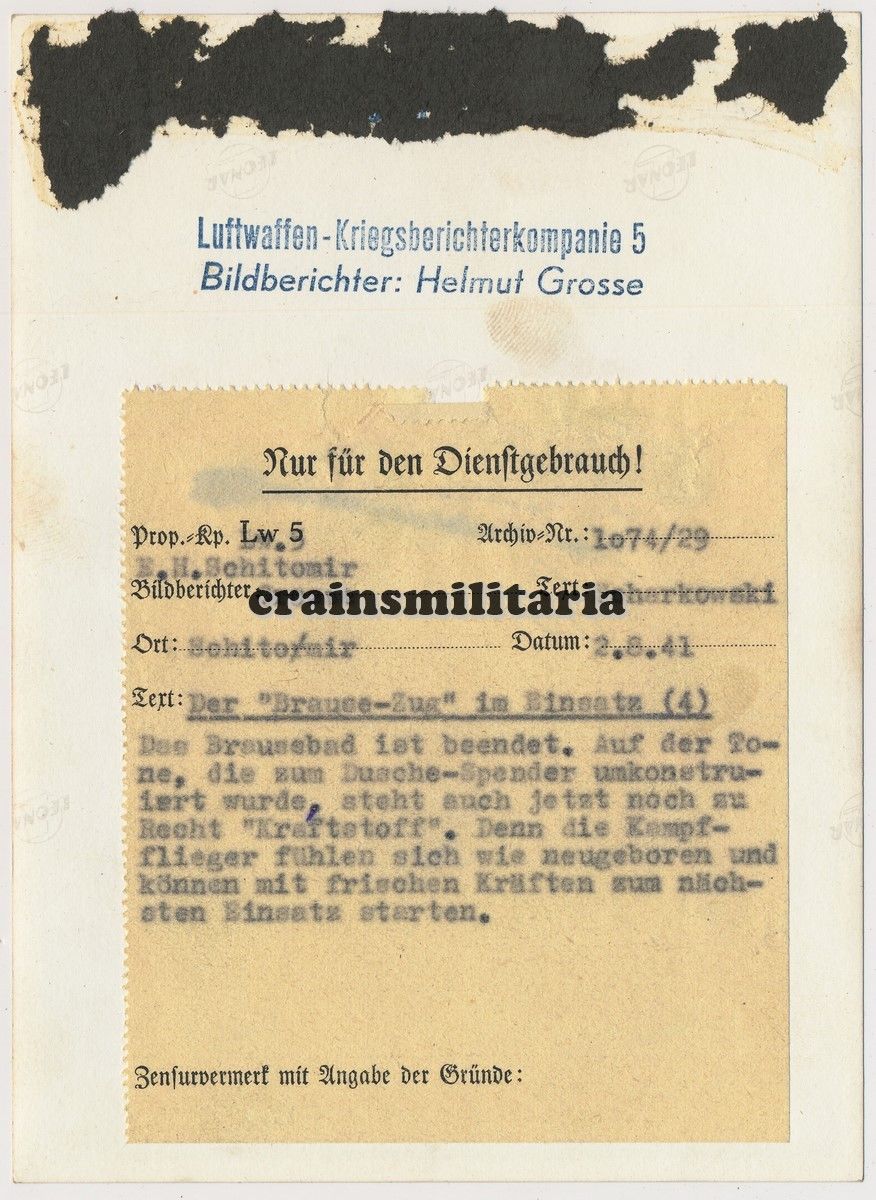 Luftwaffen-Kriegsberichterkompanie 5
Bildberichter: Helmut Grosse
Nur für den Dienstgebrauch!
Prop.-Kp. Lw 5 Archiv-Nr.: 1o74/29
E.H.Schitomir
Bildberichter Text
crainsmilitaria
Ort: Schito/mir Datum: 2.8.41
Text: Der "Brause-Zug" im Einsatz (4)
Das Brausebad ist beendet. Auf der To-
ne, die zum Dusche-Spender umkonstru-
iert wurde, steht auch jetzt noch zu
Recht "Kraftstoff". Denn die Kampf-
flieger fühlen sich wie neugeboren und
können mit frischen Kräften zum näch-
sten Einsatz starten.
Zensurvermerk mit Angabe der Gründe: